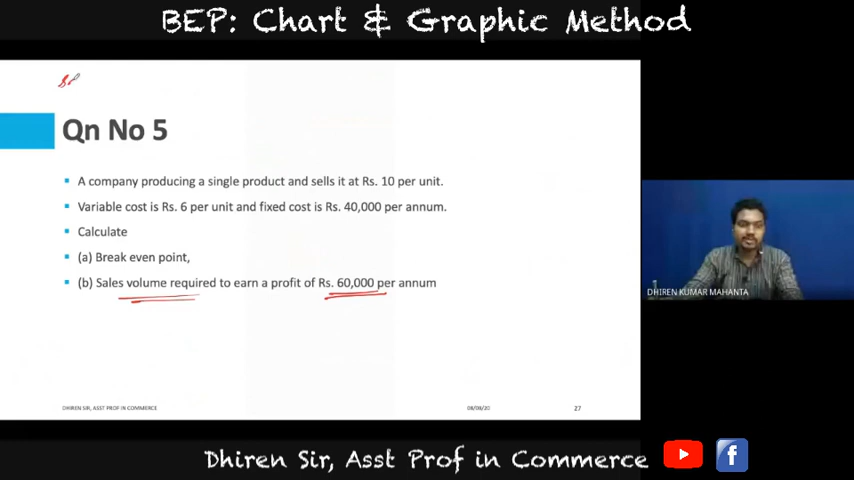 BEP: Chart & Graphic Method
Qn No 5
A company producing a single product and sells it at Rs. 10 per unit.
Variable cost is Rs. 6 per unit and fixed cost is Rs. 40,000 per annum.
Calculate
(a) Break even point,
(b) Sales volume required to earn a profit of Rs. 60,000 per annum
DHIREN KUMAR MAHANTA
DHIREN SIR, ASST PROF IN COMMERCE
27
Dhiren Sir, Asst Prof in Commerce
f